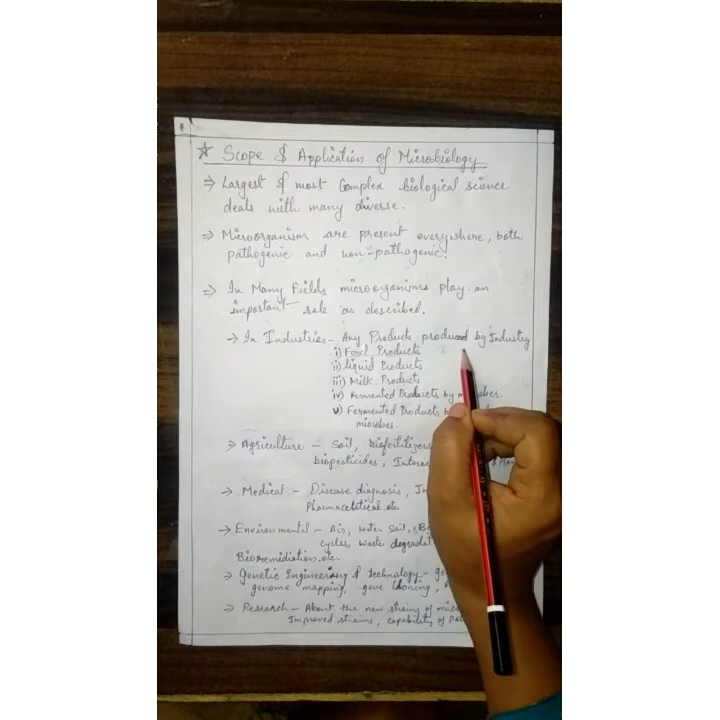 ☆ Scope & Application of Microbiology
⇒ Largest & most Complex biological science
deals with many diverse.
⇒ Microorganism are present everywhere, both
pathogenic and non-pathogenic.
⇒ In Many Fields microorganisms play an
important role as described.
→ In Industries - Any Products produced by Industry
i) Food Products
ii) liquid Products
iii) Milk Products
iv) Fermented Products by microbes.
v) Fermented Products
microbes.
→ Agriculture - Soil,
biopesticides,
→ Medical - Disease diagnosis,
Pharmacetitical.etc
→ Environmental - Air, water soil,
cycles, waste
Bioremidiation.etc
→ Genetic Engineering & technology -
genome mapping, gene cloning,
→ Research - About the new strains of
Improved strains, capability of